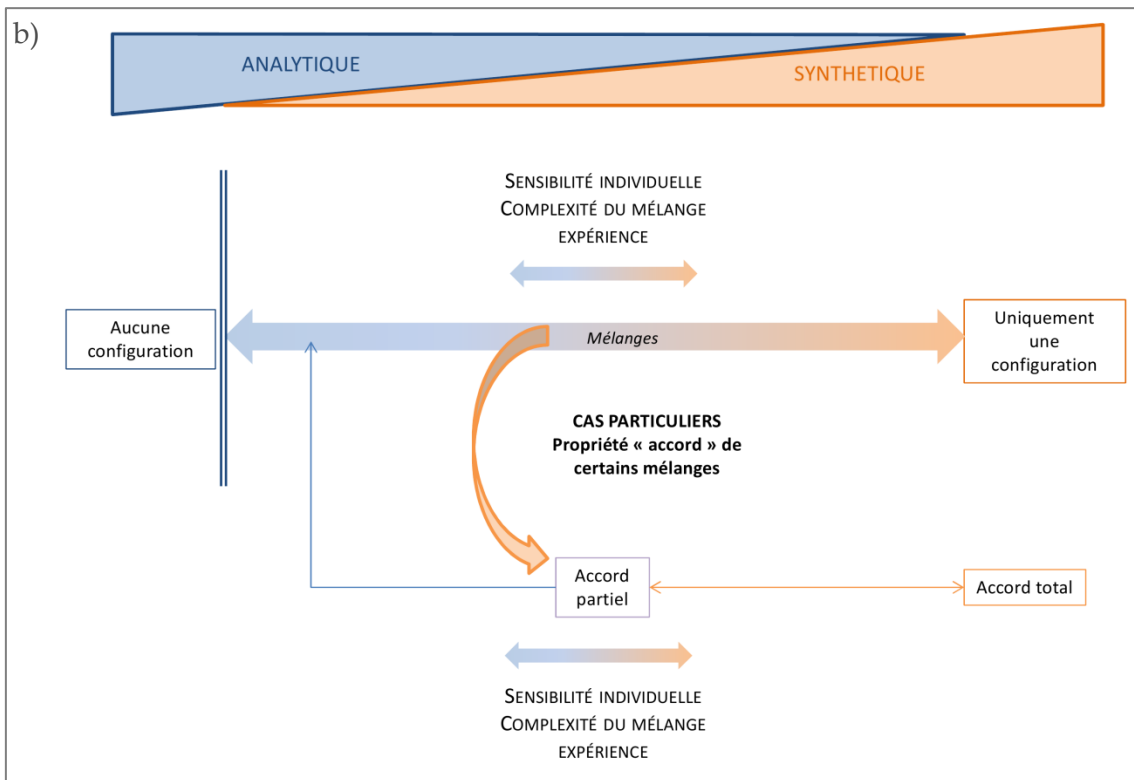 b)
ANALYTIQUE
SYNTHETIQUE
SENSIBILITÉ INDIVIDUELLE
COMPLEXITÉ DU MÉLANGE
EXPÉRIENCE
Aucune
configuration
Mélanges
Uniquement
une
configuration
CAS PARTICULIERS
Propriété « accord » de
certains mélanges
Accord
partiel
Accord total
SENSIBILITÉ INDIVIDUELLE
COMPLEXITÉ DU MÉLANGE
EXPÉRIENCE